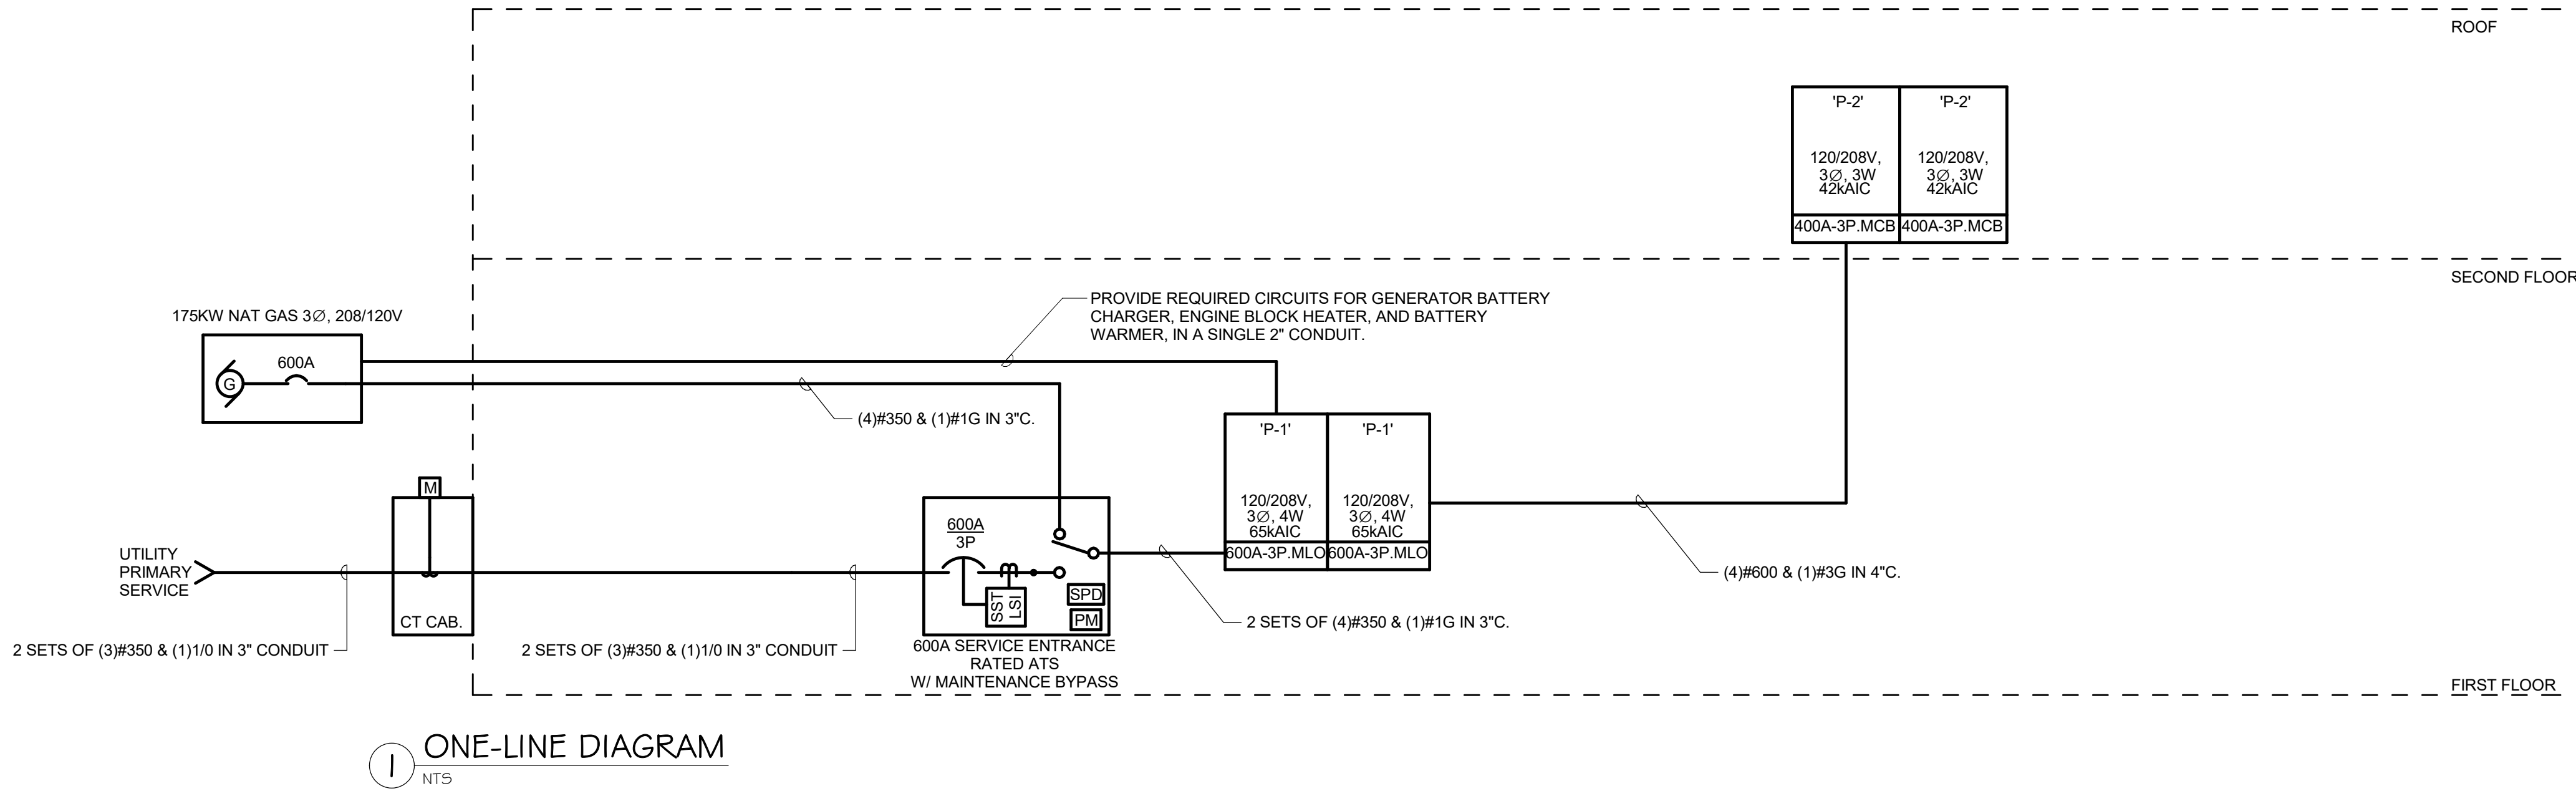 ROOF
'P-2'
'P-2'
120/208V,
3∅, 3W
42kAIC
120/208V,
3∅, 3W
42kAIC
400A-3P.MCB
400A-3P.MCB
SECOND FLOOR
PROVIDE REQUIRED CIRCUITS FOR GENERATOR BATTERY
CHARGER, ENGINE BLOCK HEATER, AND BATTERY
WARMER, IN A SINGLE 2" CONDUIT.
175KW NAT GAS 3∅, 208/120V
600A
G
(4)#350 & (1)#1G IN 3"C.
'P-1'
'P-1'
120/208V,
3∅, 4W
65kAIC
120/208V,
3∅, 4W
65kAIC
600A-3P.MLO
600A-3P.MLO
M
CT CAB.
UTILITY
PRIMARY
SERVICE
600A
3P
SST
LSI
SPD
PM
(4)#600 & (1)#3G IN 4"C.
2 SETS OF (4)#350 & (1)#1G IN 3"C.
2 SETS OF (3)#350 & (1)1/0 IN 3" CONDUIT
2 SETS OF (3)#350 & (1)1/0 IN 3" CONDUIT
600A SERVICE ENTRANCE
RATED ATS
W/ MAINTENANCE BYPASS
FIRST FLOOR
1
ONE-LINE DIAGRAM
NTS